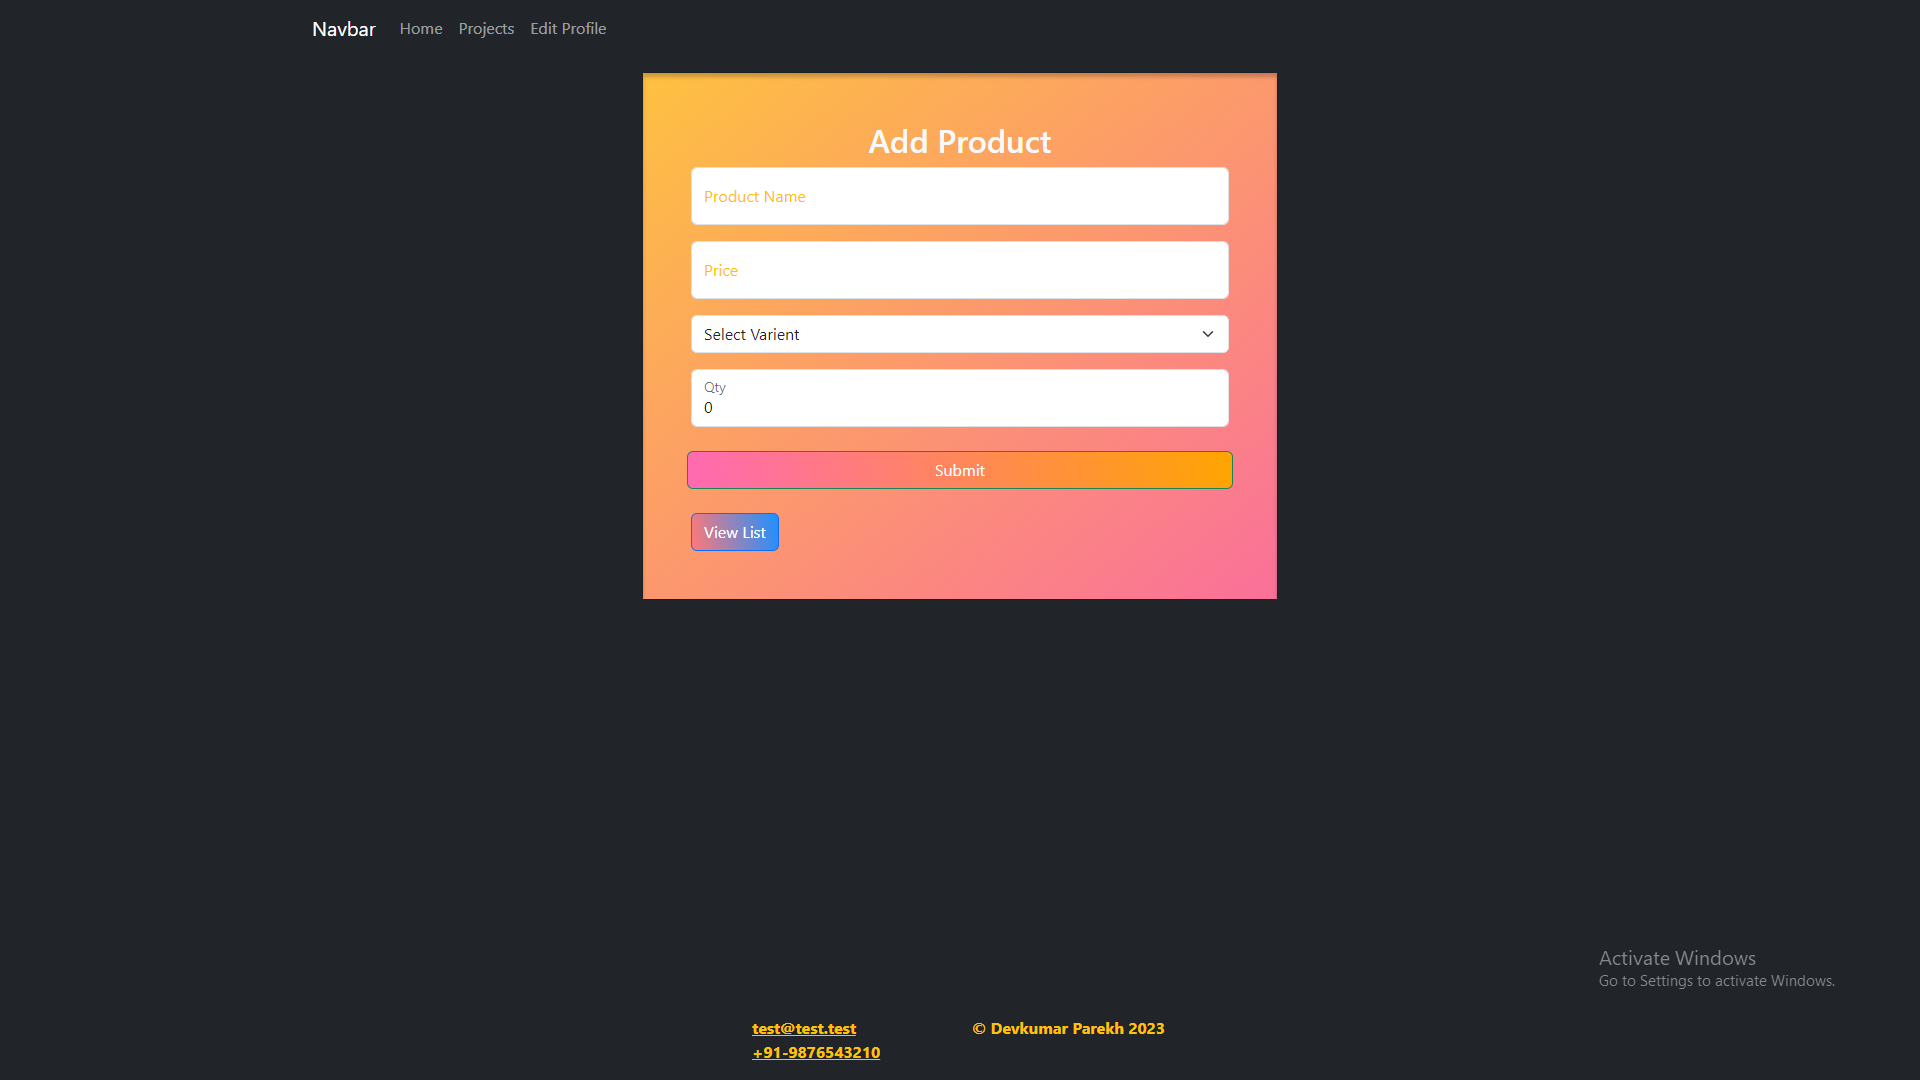 Navbar Home Projects Edit Profile
Add Product
Product Name
Price
Select Varient
Qty
0
Submit
View List
Activate Windows
Go to Settings to activate Windows.
test@test.test © Devkumar Parekh 2023
+91-9876543210